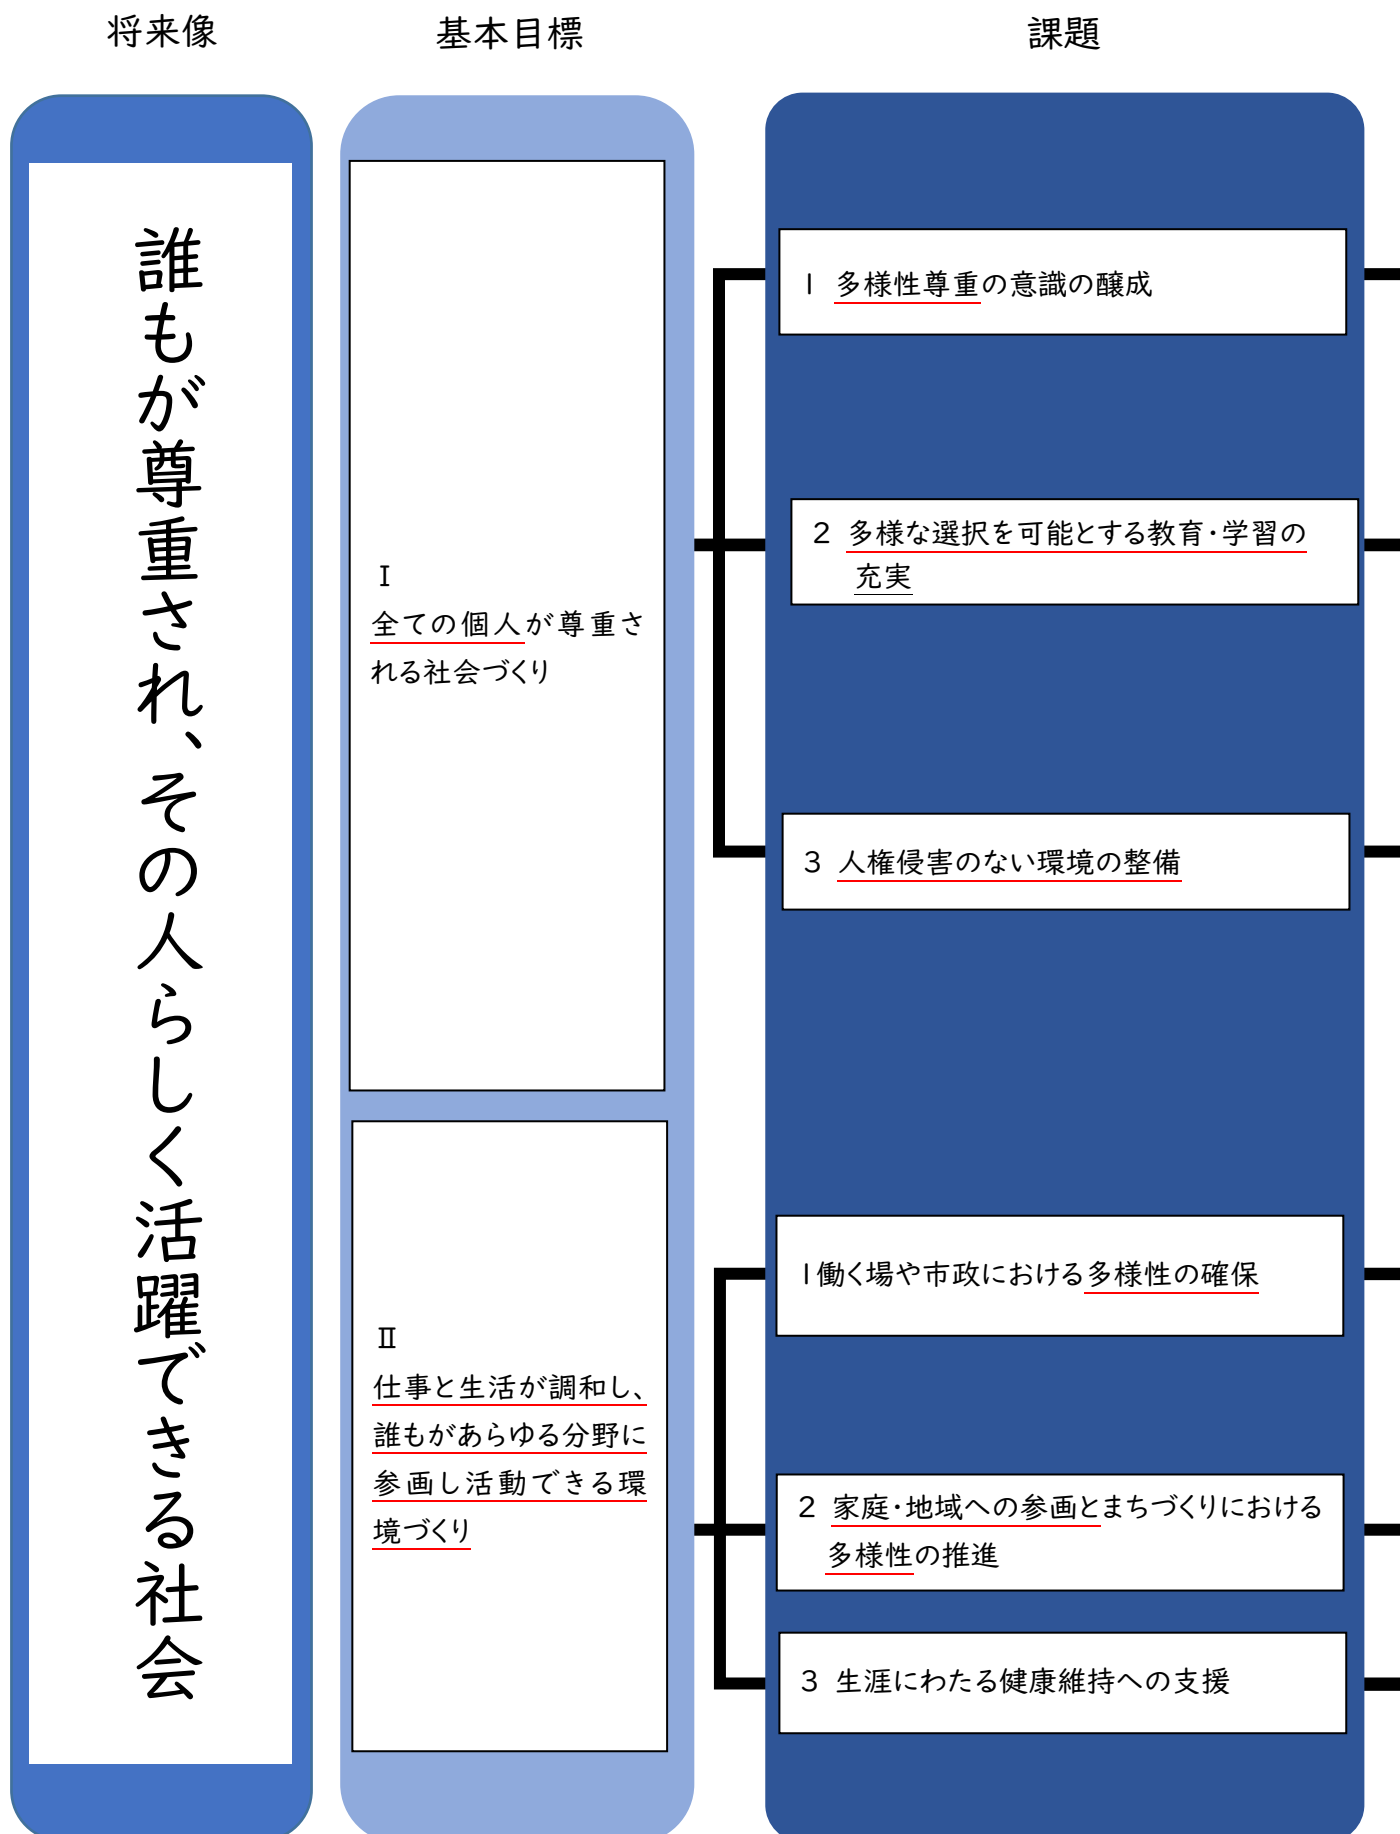 将来像
基本目標
課題
誰もが尊重され、その人らしく活躍できる社会
Ⅰ
全ての個人が尊重さ
れる社会づくり
1 多様性尊重の意識の醸成
2 多様な選択を可能とする教育・学習の
充実
3 人権侵害のない環境の整備
Ⅱ
仕事と生活が調和し、
誰もがあらゆる分野に
参画し活動できる環
境づくり
1働く場や市政における多様性の確保
2 家庭・地域への参画とまちづくりにおける
多様性の推進
3 生涯にわたる健康維持への支援